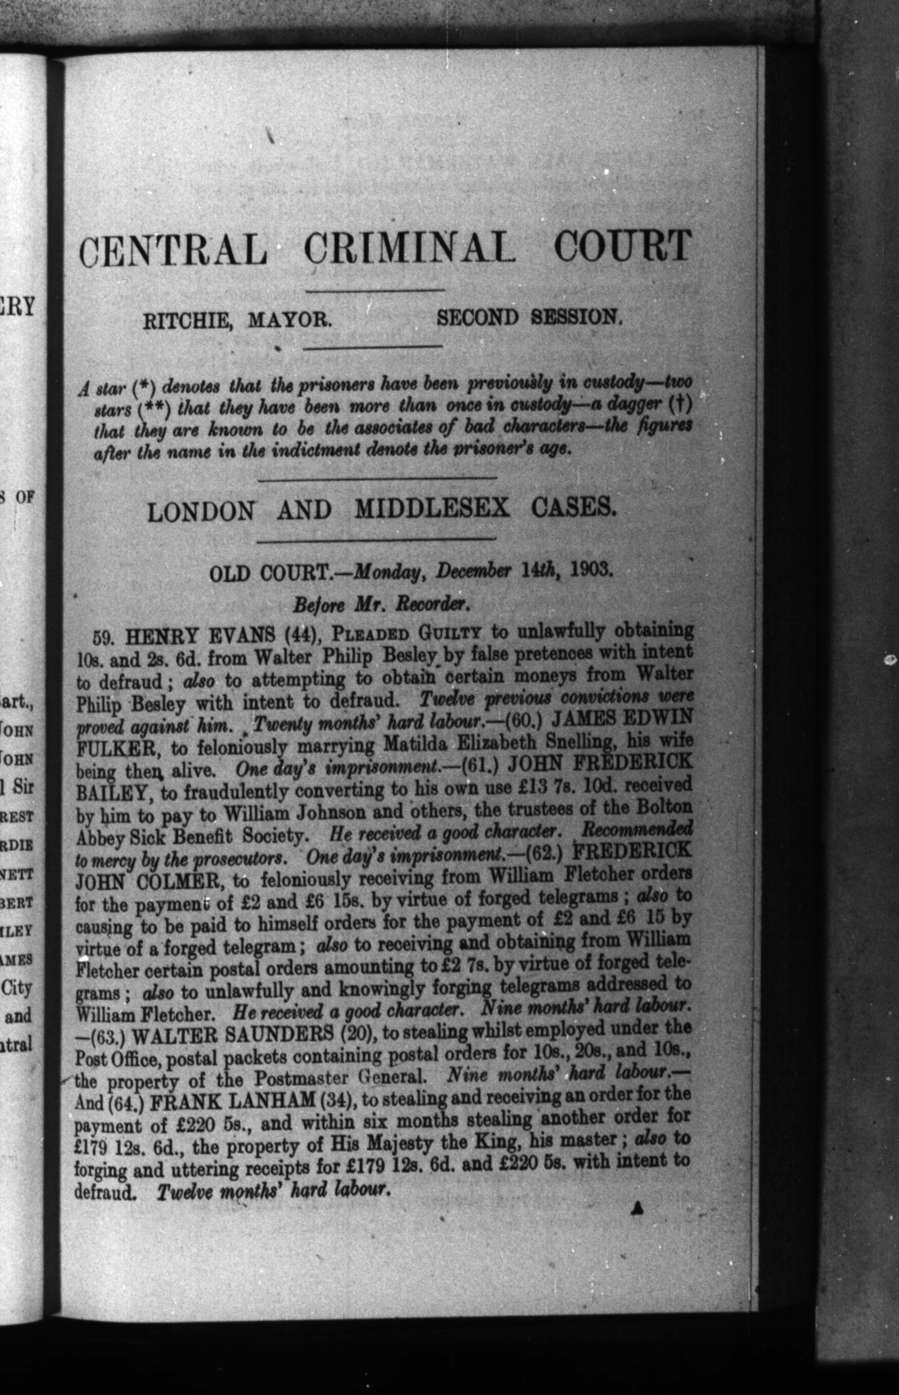 ERY
S OF
art.,
JOHN
JOHN
l Sir
REST
RDIE
NETT
BERT
ILEY
AMES
City
and
ntral
CENTRAL CRIMINAL COURT
RITCHIE, MAYOR. SECOND SESSION.
A star (*) denotes that the prisoners have been previously in custody—two
stars (**) that they have been more than once in custody—a dagger (†)
that they are known to be the associates of bad characters—the figures
after the name in the indictment denote the prisoner's age.
LONDON AND MIDDLESEX CASES.
OLD COURT.—Monday, December 14th, 1903.
Before Mr. Recorder.
59. HENRY EVANS (44), PLEADED GUILTY to unlawfully obtaining
10s. and 2s. 6d. from Walter Philip Besley by false pretences with intent
to defraud; also to attempting to obtain certain moneys from Walter
Philip Besley with intent to defraud. Twelve previous convictions were
proved against him. Twenty months' hard labour.—(60.) JAMES EDWIN
FULKER, to feloniously marrying Matilda Elizabeth Snelling, his wife
being then alive. One day's imprisonment.—(61.) JOHN FREDERICK
BAILEY, to fraudulently converting to his own use £13 7s. 10d. received
by him to pay to William Johnson and others, the trustees of the Bolton
Abbey Sick Benefit Society. He received a good character. Recommended
to mercy by the prosecutors. One day's imprisonment.—(62.) FREDERICK
JOHN COLMER, to feloniously receiving from William Fletcher orders
for the payment of £2 and £6 15s. by virtue of forged telegrams; also to
causing to be paid to himself orders for the payment of £2 and £6 15 by
virtue of a forged telegram; also to receiving and obtaining from William
Fletcher certain postal orders amounting to £2 7s. by virtue of forged tele-
grams; also to unlawfully and knowingly forging telegrams addressed to
William Fletcher. He received a good character. Nine months' hard labour.
—(63.) WALTER SAUNDERS (20), to stealing whilst employed under the
Post Office, postal packets containing postal orders for 10s., 20s., and 10s.,
the property of the Postmaster General. Nine months' hard labour.—
And (64.) FRANK LANHAM (34), to stealing and receiving an order for the
payment of £220 5s., and within six months stealing another order for
£179 12s. 6d., the property of His Majesty the King, his master; also to
forging and uttering receipts for £179 12s. 6d. and £220 5s. with intent to
defraud. Twelve months' hard labour.
A